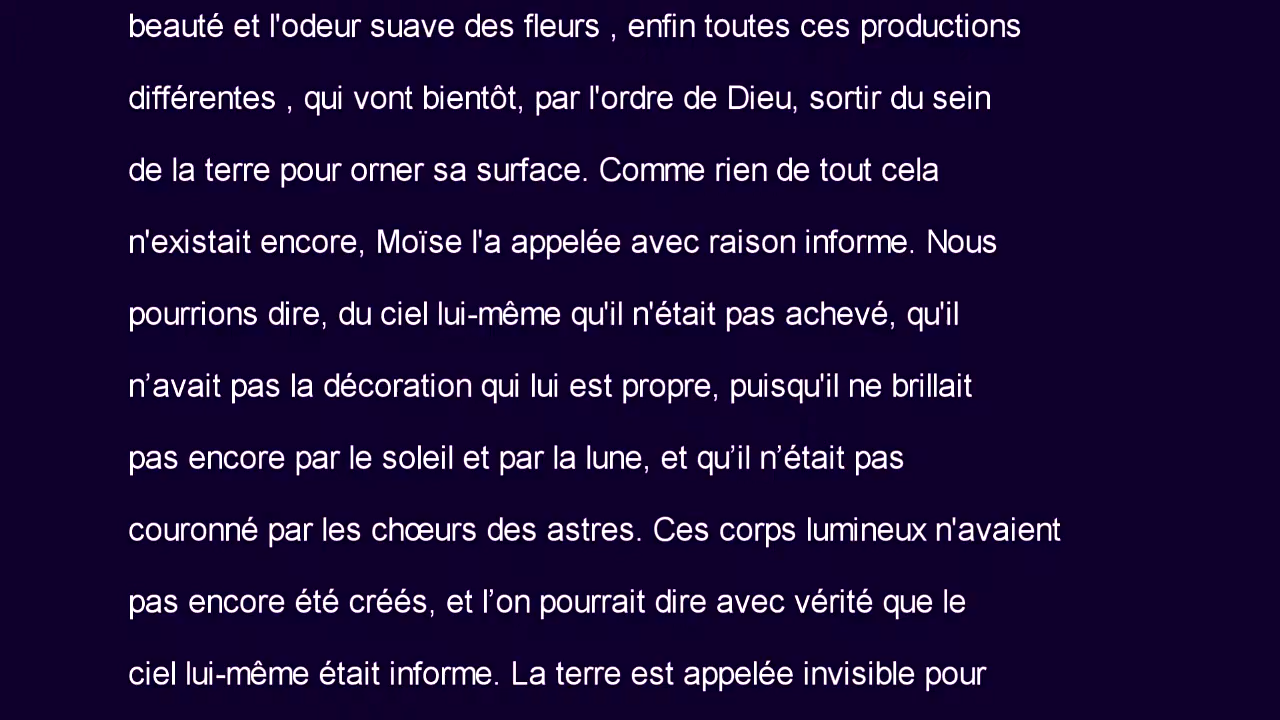 beauté et l'odeur suave des fleurs , enfin toutes ces productions
différentes , qui vont bientôt, par l'ordre de Dieu, sortir du sein
de la terre pour orner sa surface. Comme rien de tout cela
n'existait encore, Moïse l'a appelée avec raison informe. Nous
pourrions dire, du ciel lui-même qu'il n'était pas achevé, qu'il
n’avait pas la décoration qui lui est propre, puisqu'il ne brillait
pas encore par le soleil et par la lune, et qu’il n’était pas
couronné par les chœurs des astres. Ces corps lumineux n'avaient
pas encore été créés, et l’on pourrait dire avec vérité que le
ciel lui-même était informe. La terre est appelée invisible pour